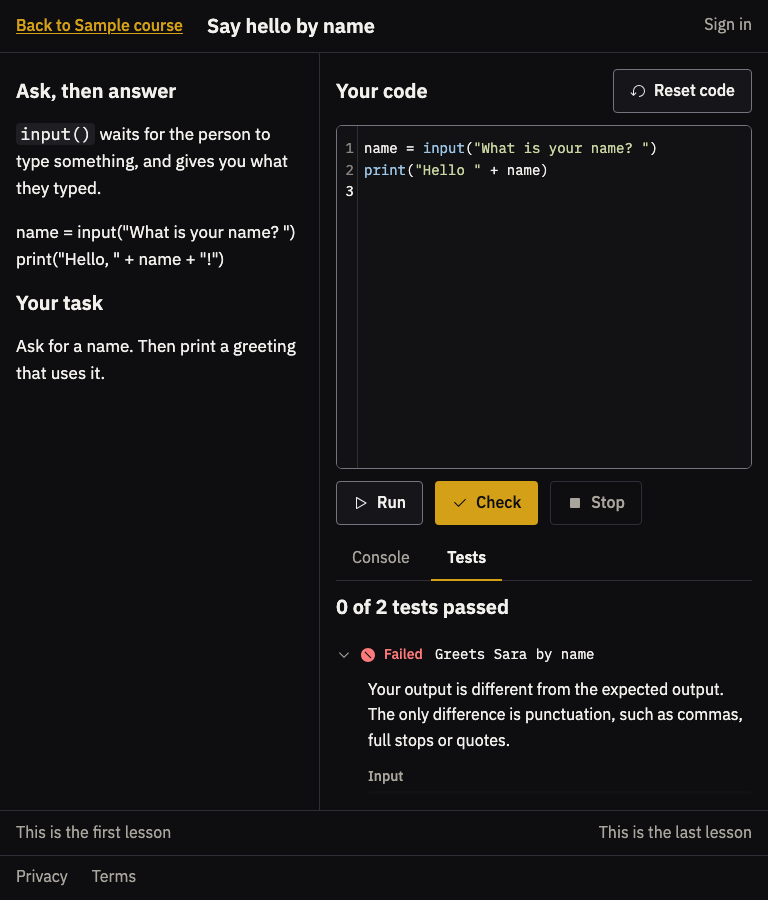 Back to Sample course
Say hello by name
Sign in
Ask, then answer
input() waits for the person to
type something, and gives you what
they typed.
name = input("What is your name? ")
print("Hello, " + name + "!")
Your task
Ask for a name. Then print a greeting
that uses it.
Your code
Reset code
1 name = input("What is your name? ")
2 print("Hello " + name)
3
Run
Check
Stop
Console
Tests
0 of 2 tests passed
Failed Greets Sara by name
Your output is different from the expected output.
The only difference is punctuation, such as commas,
full stops or quotes.
Input
This is the first lesson
This is the last lesson
Privacy
Terms